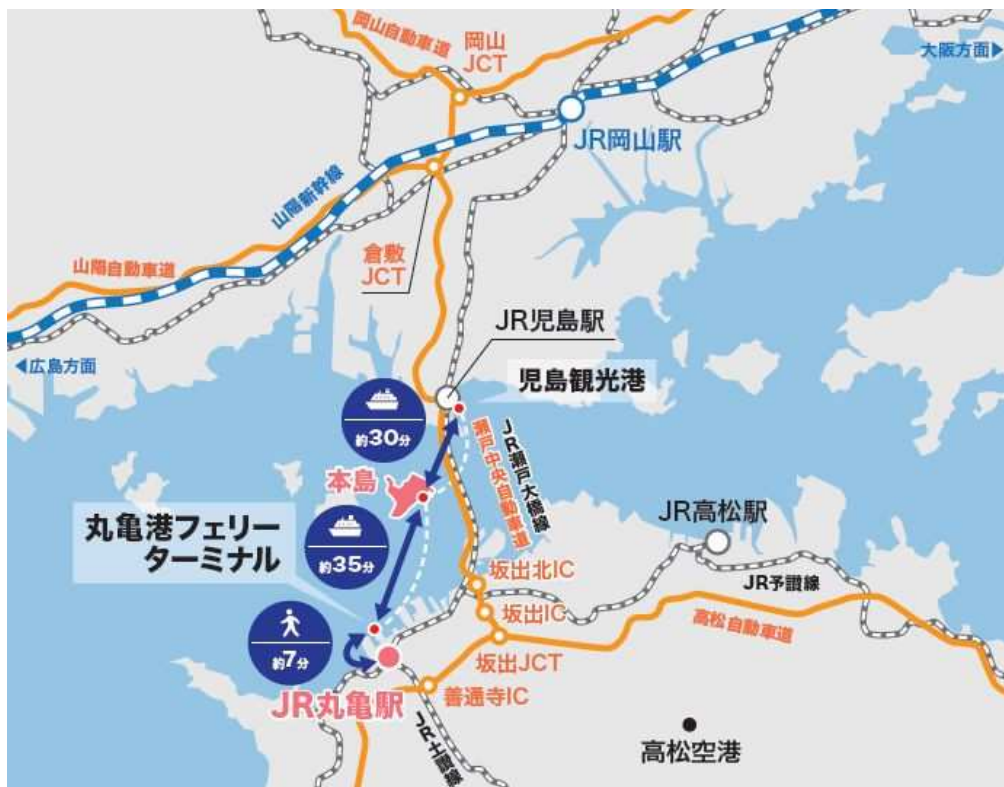 岡山自動車道
岡山
JCT
大阪方面▶
JR岡山駅
山陽新幹線
山陽自動車道
倉敷
JCT
◀広島方面
JR児島駅
児島観光港
約30分
JR瀬戸大橋線
瀬戸中央自動車道
本島
丸亀港フェリー
ターミナル
約35分
JR高松駅
坂出北IC
JR予讃線
坂出IC
高松自動車道
約7分
坂出JCT
JR丸亀駅
善通寺IC
JR土讃線
高松空港